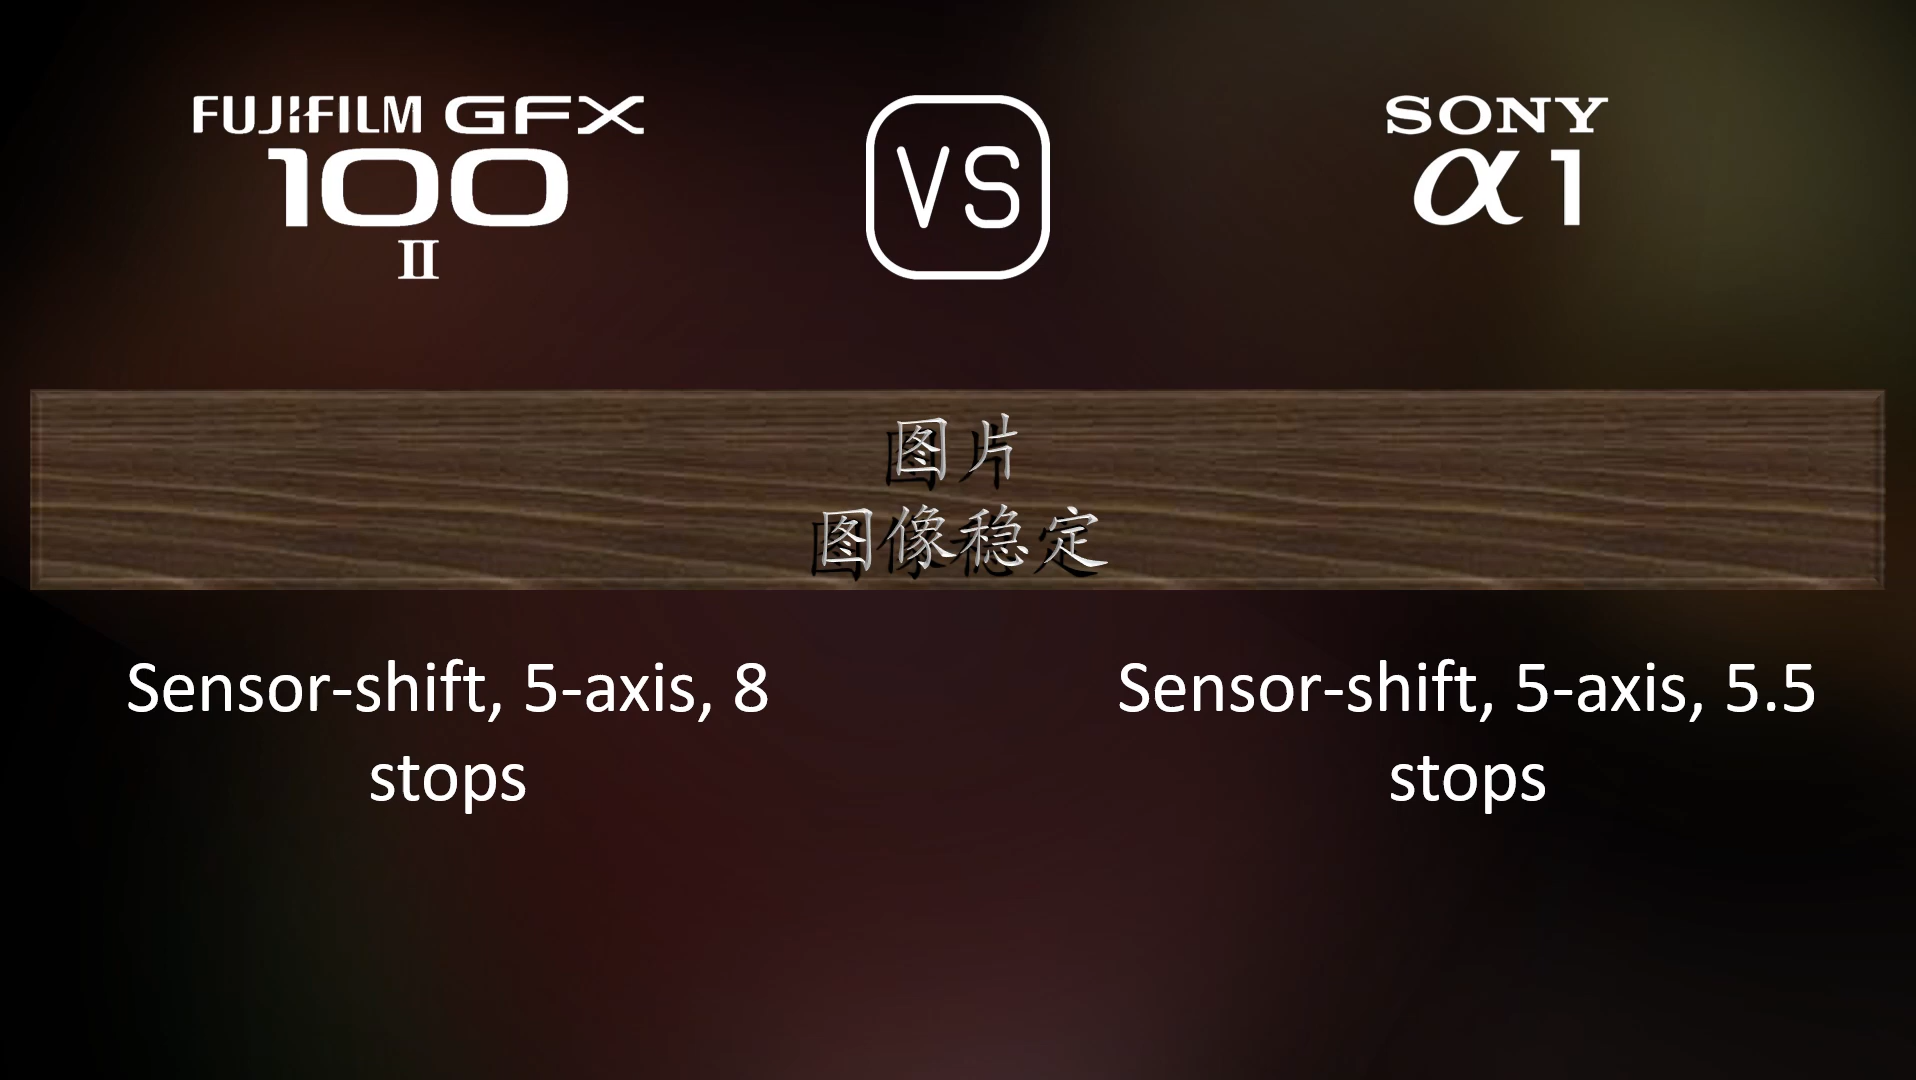 FUJIFILM GFX
100
II
VS
SONY
α1
图片
图像稳定
Sensor-shift, 5-axis, 8
stops
Sensor-shift, 5-axis, 5.5
stops